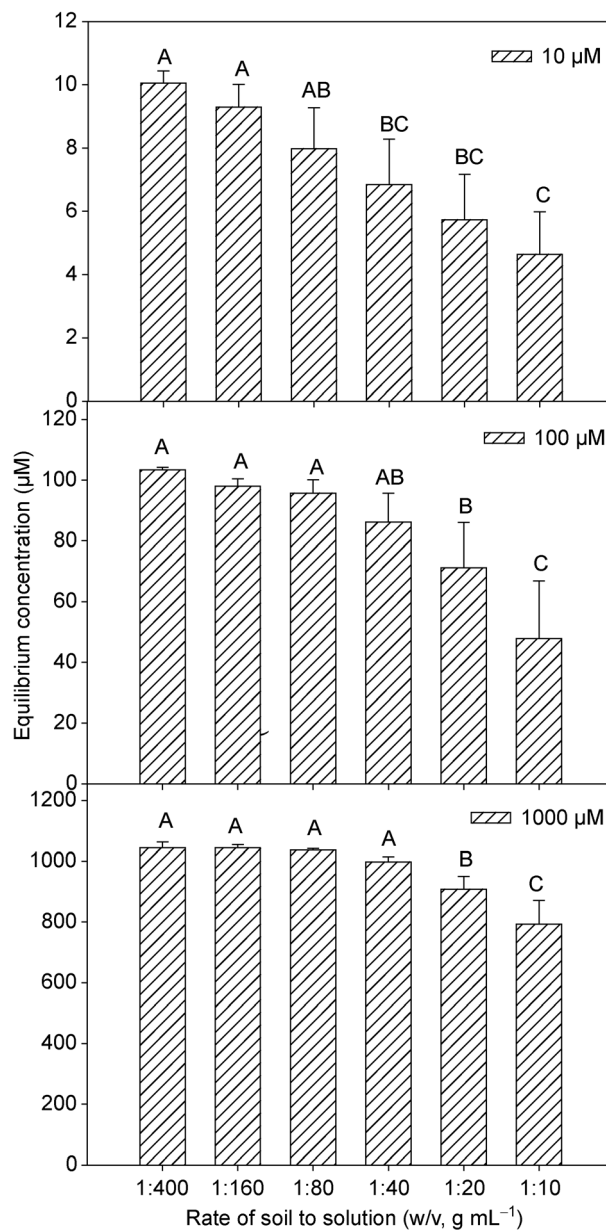 12
10
8
6
4
2
0
A
A
AB
BC
BC
C
10 µM
120
100
80
60
40
20
0
A
A
A
AB
B
C
100 µM
1200
1000
800
600
400
200
0
A
A
A
A
B
C
1000 µM
Equilibrium concentration (µM)
1:400 1:160 1:80 1:40 1:20 1:10
Rate of soil to solution (w/v, g mL⁻¹)